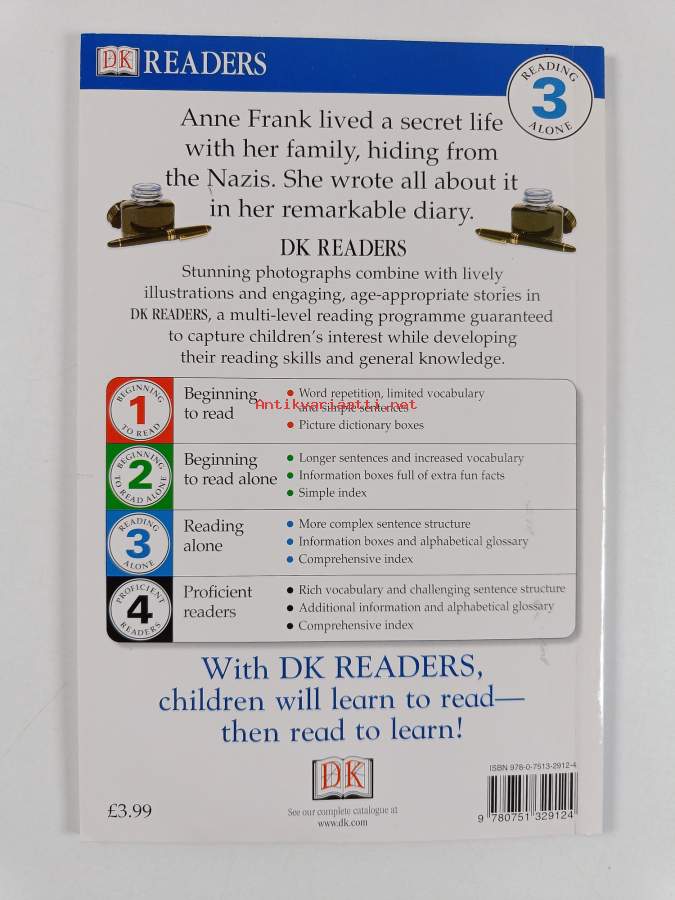 DK READERS
READING
3
ALONE
Anne Frank lived a secret life
with her family, hiding from
the Nazis. She wrote all about it
in her remarkable diary.
DK READERS
Stunning photographs combine with lively
illustrations and engaging, age-appropriate stories in
DK READERS, a multi-level reading programme guaranteed
to capture children's interest while developing
their reading skills and general knowledge.
BEGINNING
1
TO READ
Beginning
to read
• Word repetition, limited vocabulary
and simple sentences
Antikvariaatti.net
• Picture dictionary boxes
BEGINNING
2
TO READ ALONE
Beginning
to read alone
• Longer sentences and increased vocabulary
• Information boxes full of extra fun facts
• Simple index
READING
3
ALONE
Reading
alone
• More complex sentence structure
• Information boxes and alphabetical glossary
• Comprehensive index
PROFICIENT
4
READERS
Proficient
readers
• Rich vocabulary and challenging sentence structure
• Additional information and alphabetical glossary
• Comprehensive index
With DK READERS,
children will learn to read—
then read to learn!
DK
See our complete catalogue at
www.dk.com
£3.99
ISBN 978-0-7513-2912-4
9 780751 329124